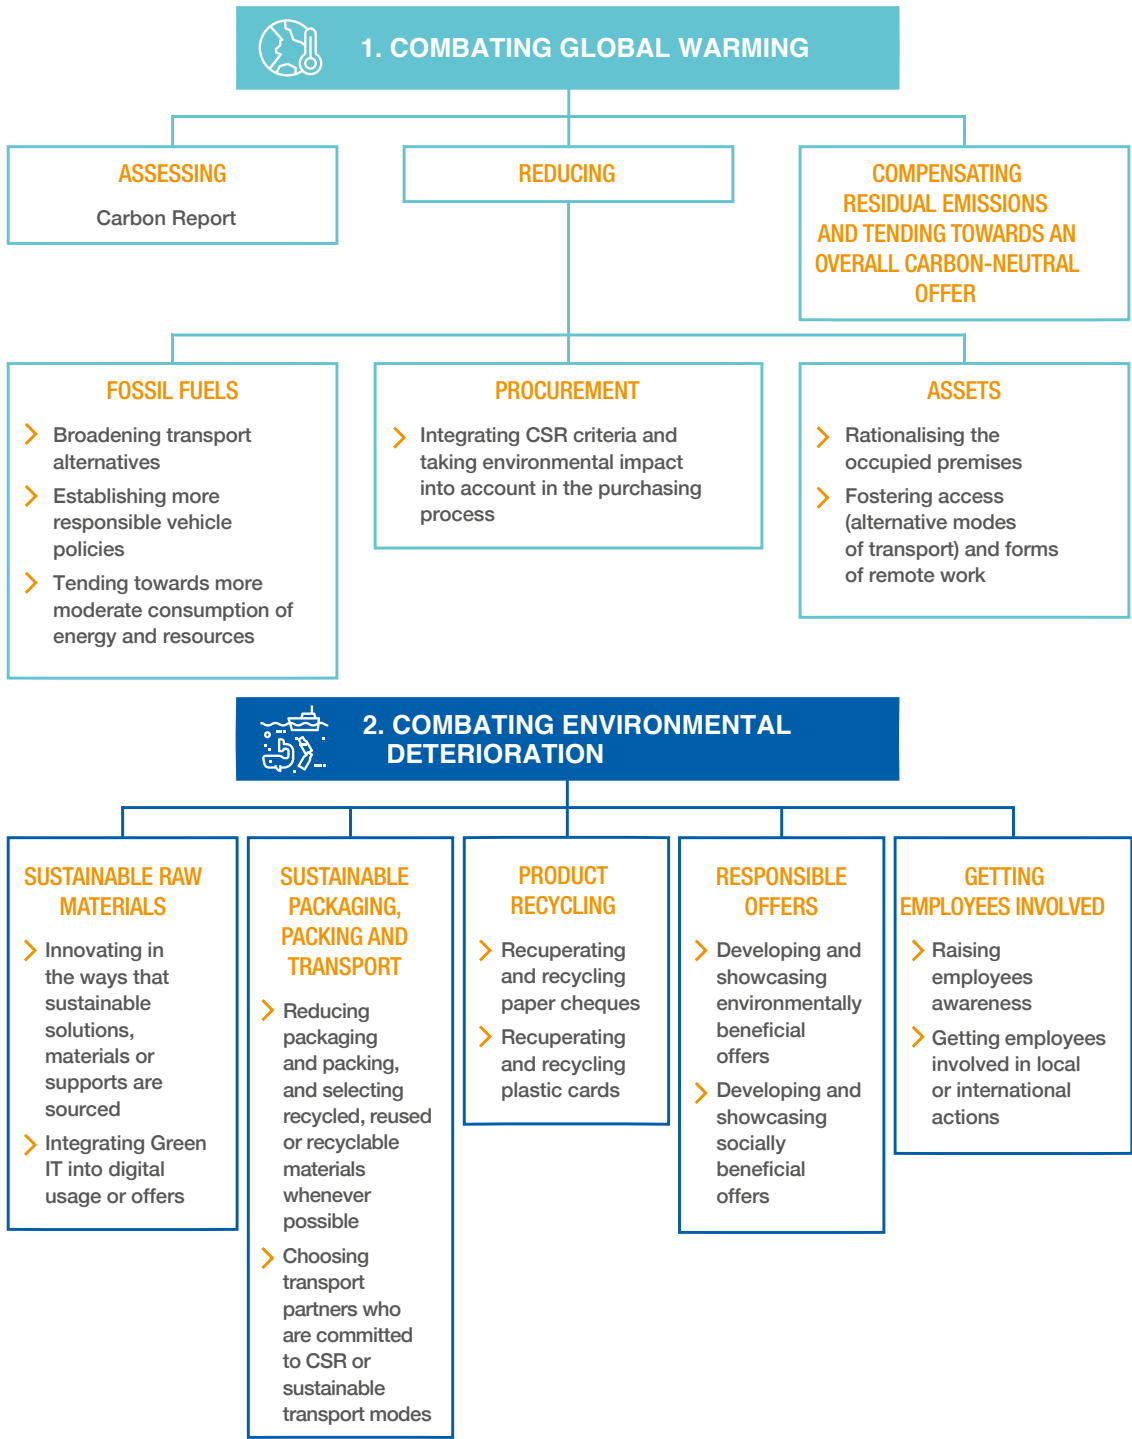 1. COMBATING GLOBAL WARMING
ASSESSING
Carbon Report
REDUCING
COMPENSATING
RESIDUAL EMISSIONS
AND TENDING TOWARDS AN
OVERALL CARBON-NEUTRAL
OFFER
FOSSIL FUELS
Broadening transport
alternatives
Establishing more
responsible vehicle
policies
Tending towards more
moderate consumption of
energy and resources
PROCUREMENT
Integrating CSR criteria and
taking environmental impact
into account in the purchasing
process
ASSETS
Rationalising the
occupied premises
Fostering access
(alternative modes
of transport) and forms
of remote work
2. COMBATING ENVIRONMENTAL
DETERIORATION
SUSTAINABLE RAW
MATERIALS
Innovating in
the ways that
sustainable
solutions,
materials or
supports are
sourced
Integrating Green
IT into digital
usage or offers
SUSTAINABLE
PACKAGING,
PACKING AND
TRANSPORT
Reducing
packaging
and packing,
and selecting
recycled, reused
or recyclable
materials
whenever
possible
Choosing
transport
partners who
are committed
to CSR or
sustainable
transport modes
PRODUCT
RECYCLING
Recuperating
and recycling
paper cheques
Recuperating
and recycling
plastic cards
RESPONSIBLE
OFFERS
Developing and
showcasing
environmentally
beneficial
offers
Developing and
showcasing
socially
beneficial
offers
GETTING
EMPLOYEES INVOLVED
Raising
employees
awareness
Getting employees
involved in local
or international
actions